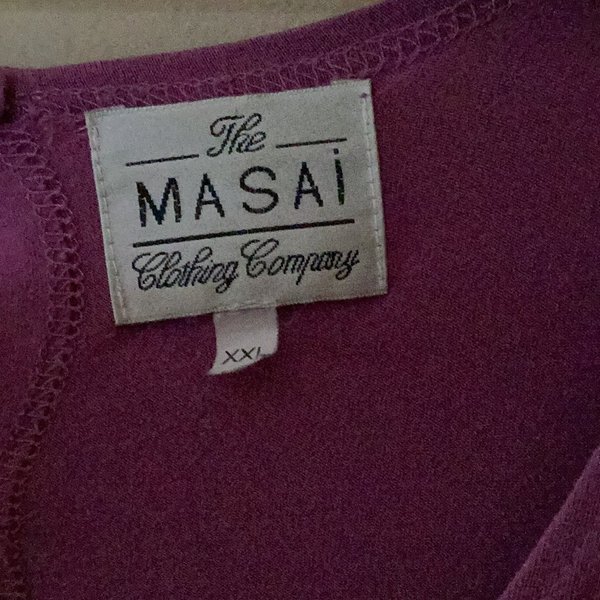 The
MASAi
Clothing Company
XXL